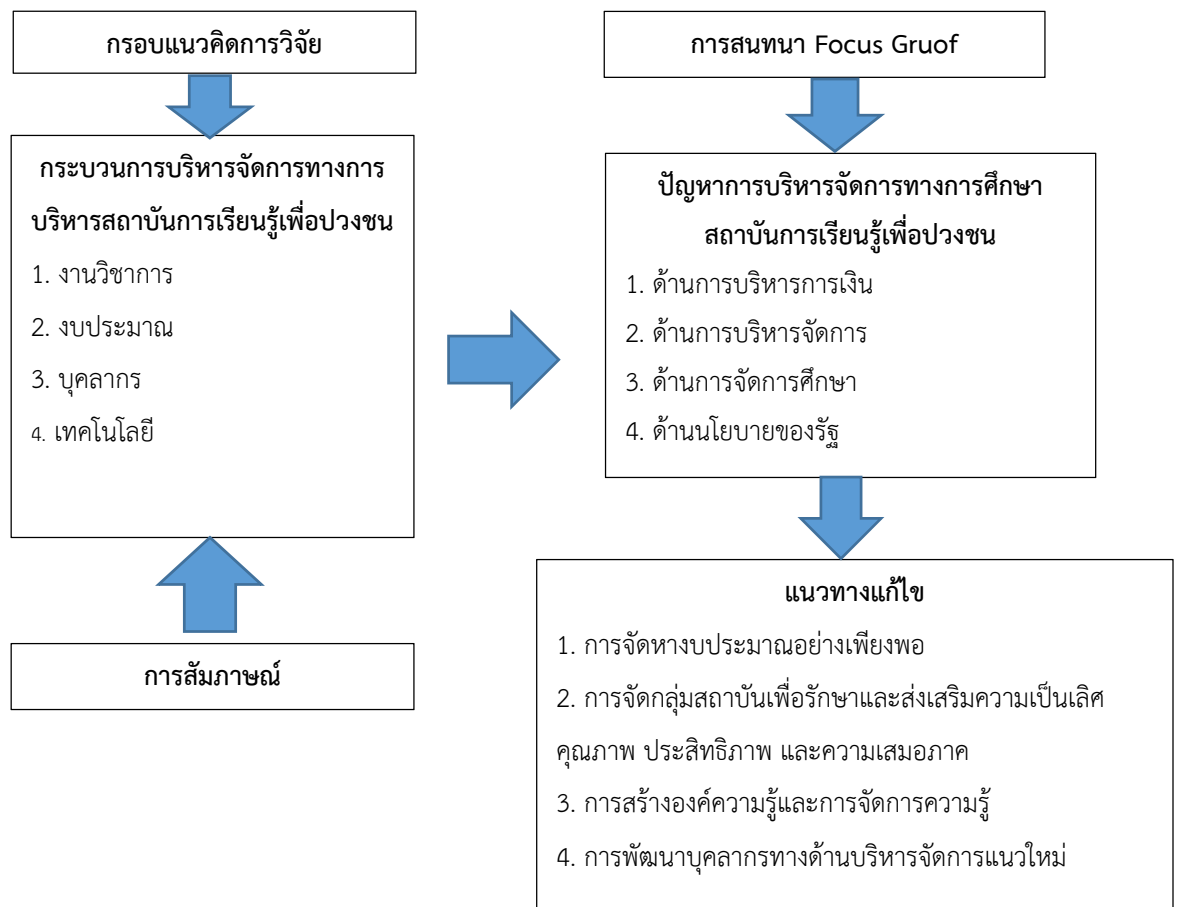 กรอบแนวคิดการวิจัย
กระบวนการบริหารจัดการทางการ
บริหารสถาบันการเรียนรู้เพื่อปวงชน
1. งานวิชาการ
2. งบประมาณ
3. บุคลากร
4. เทคโนโลยี
การสัมภาษณ์
การสนทนา Focus Gruof
ปัญหาการบริหารจัดการทางการศึกษา
สถาบันการเรียนรู้เพื่อปวงชน
1. ด้านการบริหารการเงิน
2. ด้านการบริหารจัดการ
3. ด้านการจัดการศึกษา
4. ด้านนโยบายของรัฐ
แนวทางแก้ไข
1. การจัดหางบประมาณอย่างเพียงพอ
2. การจัดกลุ่มสถาบันเพื่อรักษาและส่งเสริมความเป็นเลิศ
คุณภาพ ประสิทธิภาพ และความเสมอภาค
3. การสร้างองค์ความรู้และการจัดการความรู้
4. การพัฒนาบุคลากรทางด้านบริหารจัดการแนวใหม่